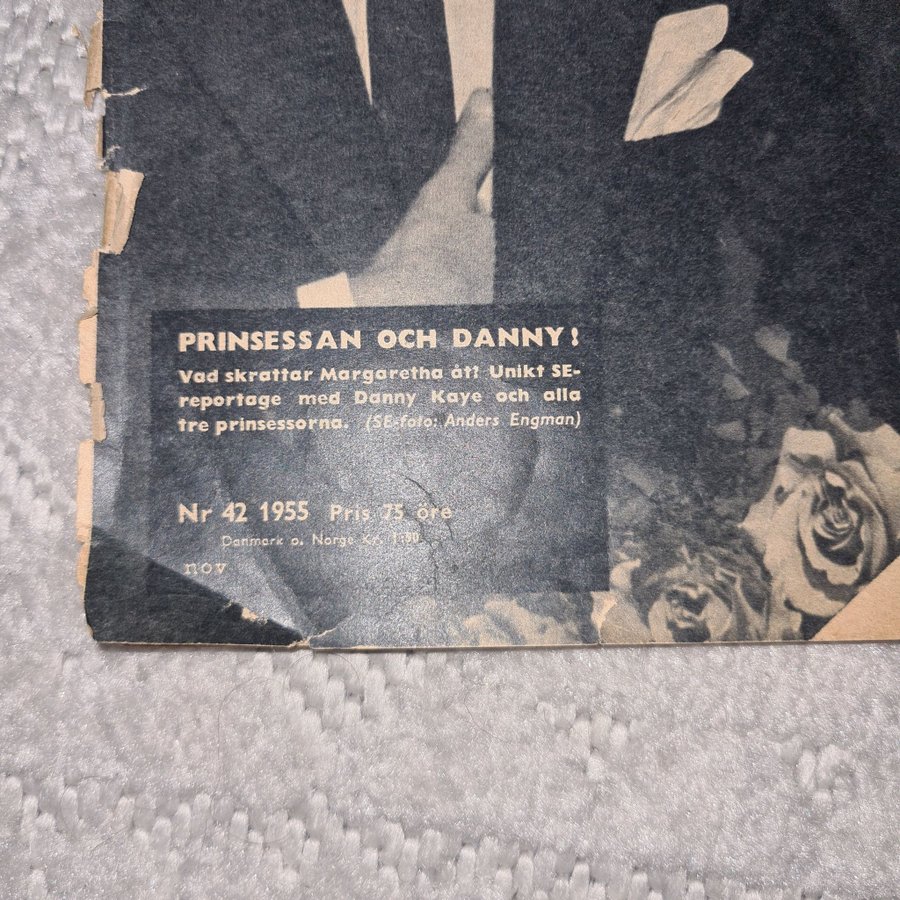 PRINSESSAN OCH DANNY!
Vad skrattar Margaretha åt? Unikt SE-
reportage med Danny Kaye och alla
tre prinsessorna. (SE-foto: Anders Engman)
Nr 42 1955 Pris 75 öre
Danmark o. Norge Kr. 1:30
nov